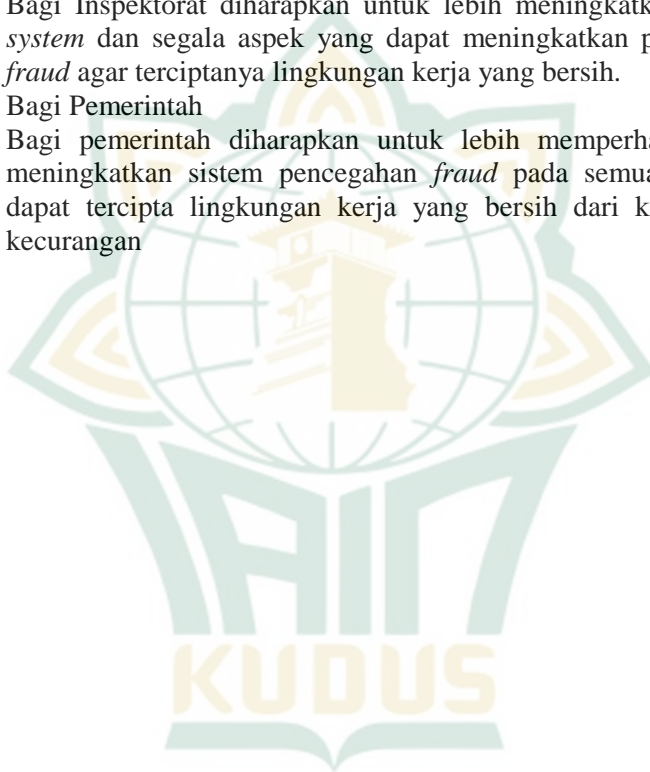 Bagi Inspektorat diharapkan untuk lebih meningkatk
system dan segala aspek yang dapat meningkatkan p
fraud agar terciptanya lingkungan kerja yang bersih.
Bagi Pemerintah
Bagi pemerintah diharapkan untuk lebih memperha
meningkatkan sistem pencegahan fraud pada semua
dapat tercipta lingkungan kerja yang bersih dari k
kecurangan
IAIN
KUDUS